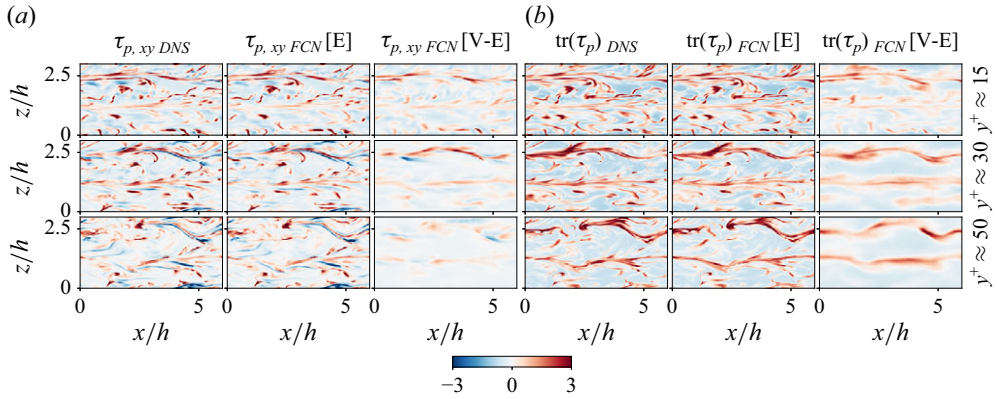 (a) (b)
τp, xy DNS τp, xy FCN [E] τp, xy FCN [V-E] tr(τp) DNS tr(τp) FCN [E] tr(τp) FCN [V-E]
z/h 2.5 0 y+ ≈ 15
z/h 2.5 0 y+ ≈ 30
z/h 2.5 0 y+ ≈ 50
0 5 0 5 0 5 0 5 0 5 0 5
x/h x/h x/h x/h x/h x/h
−3 0 3